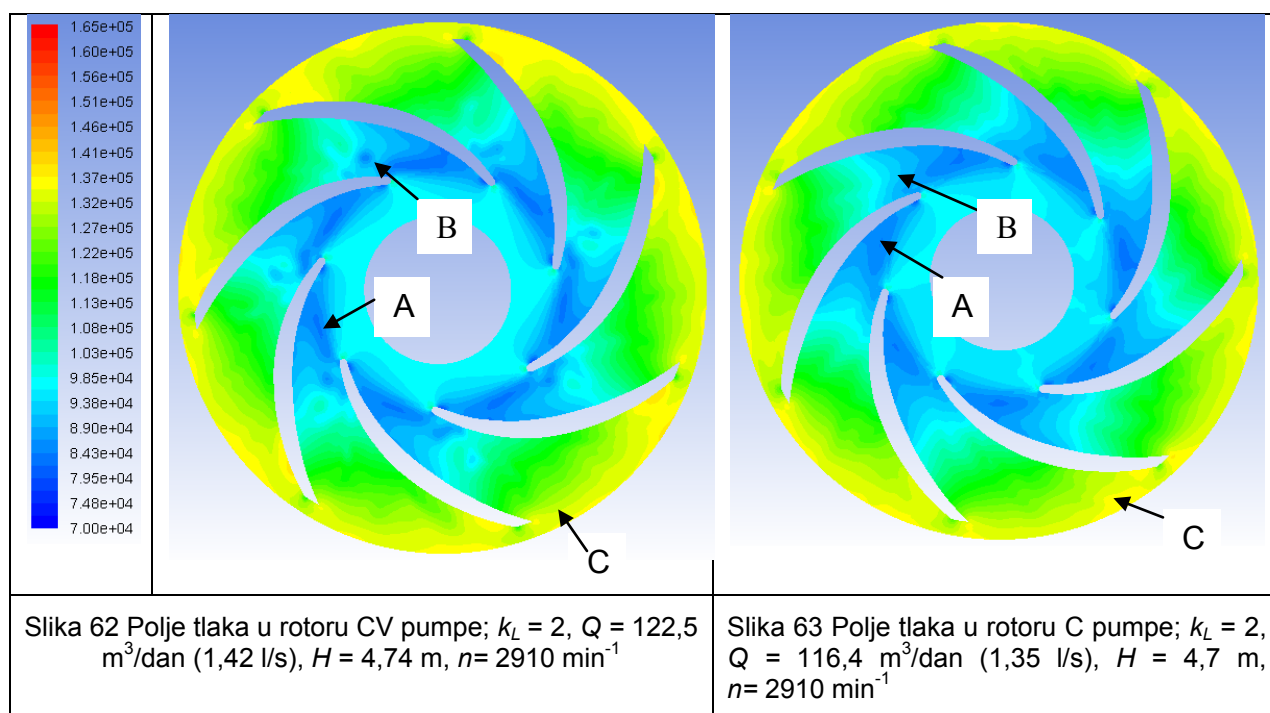 1.65e+05
1.60e+05
1.56e+05
1.51e+05
1.46e+05
1.41e+05
1.37e+05
1.32e+05
1.27e+05
1.22e+05
1.18e+05
1.13e+05
1.08e+05
1.03e+05
9.85e+04
9.38e+04
8.90e+04
8.43e+04
7.95e+04
7.48e+04
7.00e+04
B
A
C
B
A
C
Slika 62 Polje tlaka u rotoru CV pumpe; k_L = 2, Q = 122,5
m³/dan (1,42 l/s), H = 4,74 m, n= 2910 min⁻¹
Slika 63 Polje tlaka u rotoru C pumpe; k_L = 2,
Q = 116,4 m³/dan (1,35 l/s), H = 4,7 m,
n= 2910 min⁻¹